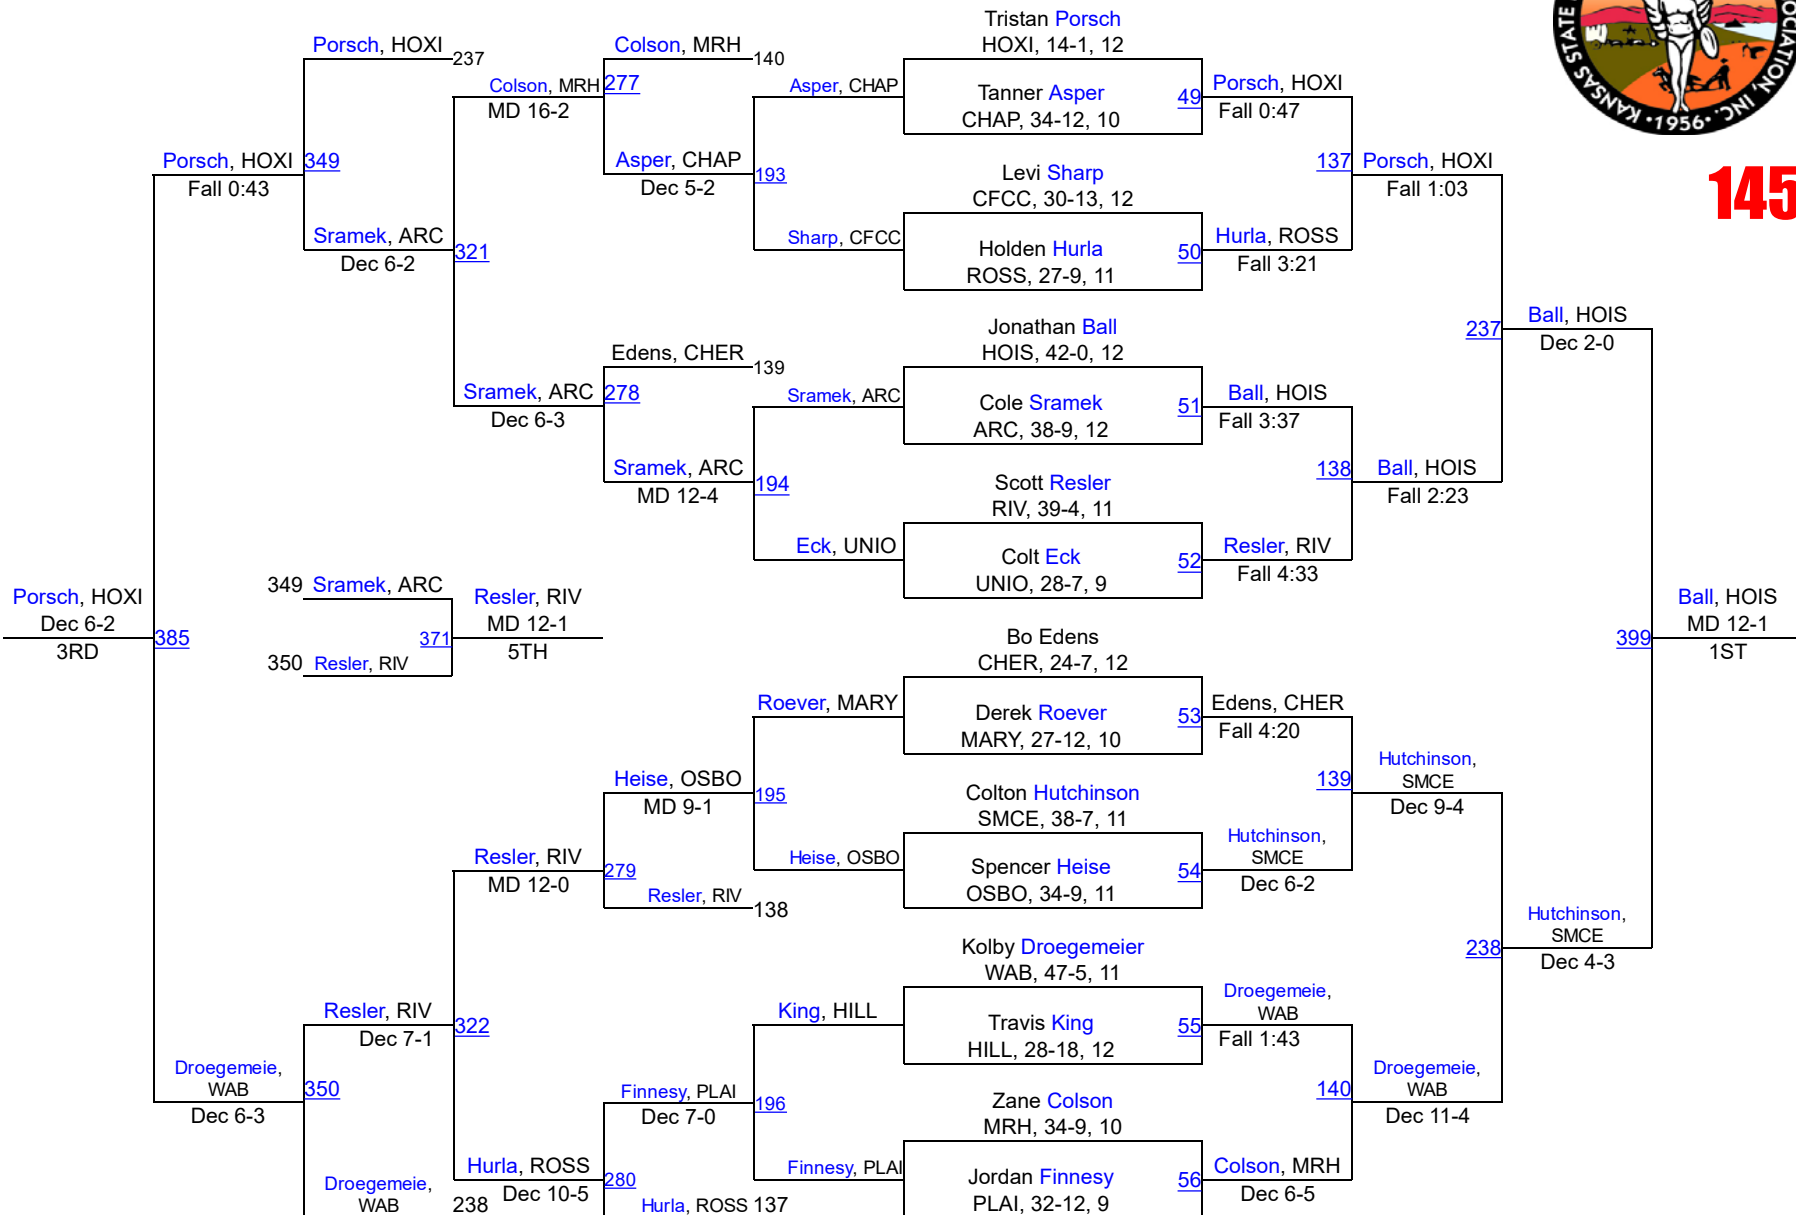 Tristan Porsch
HOXI, 14-1, 12
Tanner Asper
CHAP, 34-12, 10
49
Levi Sharp
CFCC, 30-13, 12
Holden Hurla
ROSS, 27-9, 11
50
Jonathan Ball
HOIS, 42-0, 12
Cole Sramek
ARC, 38-9, 12
51
Scott Resler
RIV, 39-4, 11
Colt Eck
UNIO, 28-7, 9
52
Bo Edens
CHER, 24-7, 12
Derek Roever
MARY, 27-12, 10
53
Colton Hutchinson
SMCE, 38-7, 11
Spencer Heise
OSBO, 34-9, 11
54
Kolby Droegemeier
WAB, 47-5, 11
Travis King
HILL, 28-18, 12
55
Zane Colson
MRH, 34-9, 10
Jordan Finnesy
PLAI, 32-12, 9
56
Porsch, HOXI
Fall 0:47
137
Hurla, ROSS
Fall 3:21
Ball, HOIS
Fall 3:37
138
Resler, RIV
Fall 4:33
Edens, CHER
Fall 4:20
139
Hutchinson,
SMCE
Dec 6-2
Droegemeie,
WAB
Fall 1:43
140
Colson, MRH
Dec 6-5
Porsch, HOXI
Fall 1:03
237
Ball, HOIS
Fall 2:23
Hutchinson,
SMCE
Dec 9-4
238
Droegemeie,
WAB
Dec 11-4
Ball, HOIS
Dec 2-0
399
Hutchinson,
SMCE
Dec 4-3
Ball, HOIS
MD 12-1
1ST
145
KANSAS STATE
OCIATION, INC.
•1956•
Asper, CHAP
193
Sharp, CFCC
Sramek, ARC
194
Eck, UNIO
Roever, MARY
195
Heise, OSBO
King, HILL
196
Finnesy, PLAI
Colson, MRH
140
277
Asper, CHAP
Dec 5-2
Edens, CHER
139
278
Sramek, ARC
MD 12-4
Heise, OSBO
MD 9-1
279
Resler, RIV
138
Finnesy, PLAI
Dec 7-0
280
Hurla, ROSS 137
Colson, MRH
MD 16-2
321
Sramek, ARC
Dec 6-3
Resler, RIV
MD 12-0
322
Hurla, ROSS
Dec 10-5
Porsch, HOXI
237
349
Sramek, ARC
Dec 6-2
349 Sramek, ARC
371
350 Resler, RIV
Resler, RIV
MD 12-1
5TH
Resler, RIV
Dec 7-1
350
Droegemeie,
WAB 238
Porsch, HOXI
Fall 0:43
385
Droegemeie,
WAB
Dec 6-3
Porsch, HOXI
Dec 6-2
3RD